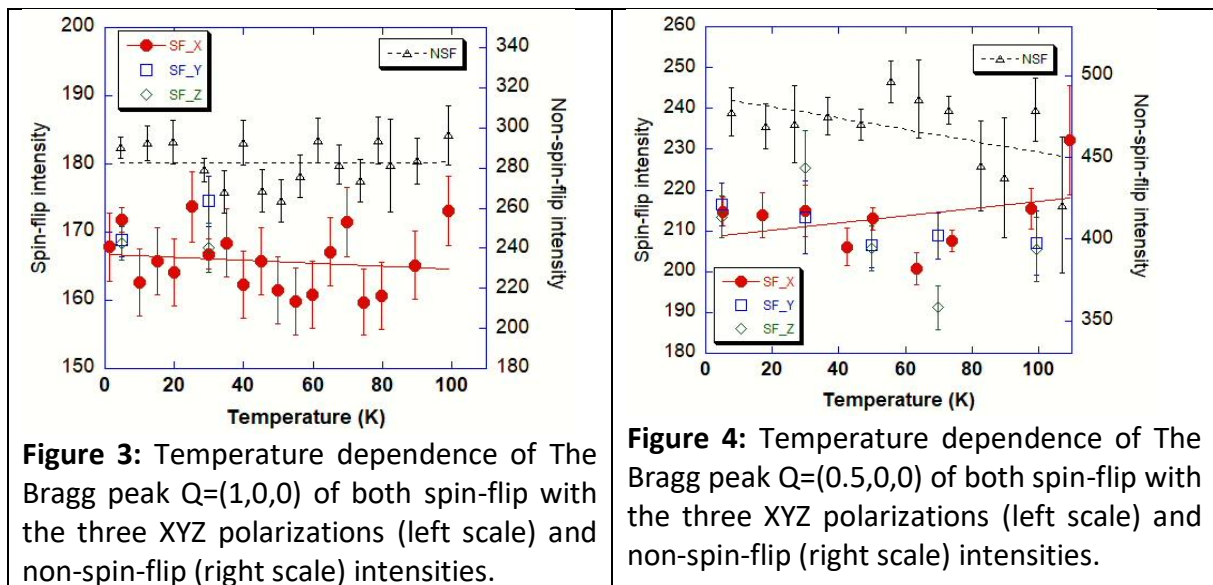 200
190
180
170
160
150
Spin-flip intensity
SF_X
SF_Y
SF_Z
NSF
340
320
300
280
260
240
220
200
180
Non-spin-flip intensity
0 20 40 60 80 100
Temperature (K)
Figure 3: Temperature dependence of The
Bragg peak Q=(1,0,0) of both spin-flip with
the three XYZ polarizations (left scale) and
non-spin-flip (right scale) intensities.
260
250
240
230
220
210
200
190
180
Spin-flip intensity
NSF
SF_X
SF_Y
SF_Z
500
450
400
350
Non-spin-flip intensity
0 20 40 60 80 100
Temperature (K)
Figure 4: Temperature dependence of The
Bragg peak Q=(0.5,0,0) of both spin-flip with
the three XYZ polarizations (left scale) and
non-spin-flip (right scale) intensities.